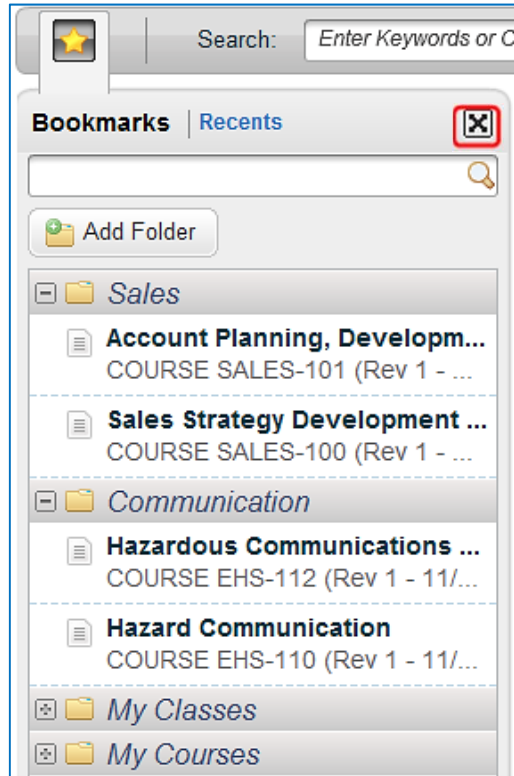 Search: Enter Keywords or C
Bookmarks | Recents
Add Folder
Sales
Account Planning, Developm...
COURSE SALES-101 (Rev 1 - ...
Sales Strategy Development ...
COURSE SALES-100 (Rev 1 - ...
Communication
Hazardous Communications ...
COURSE EHS-112 (Rev 1 - 11/...
Hazard Communication
COURSE EHS-110 (Rev 1 - 11/...
My Classes
My Courses